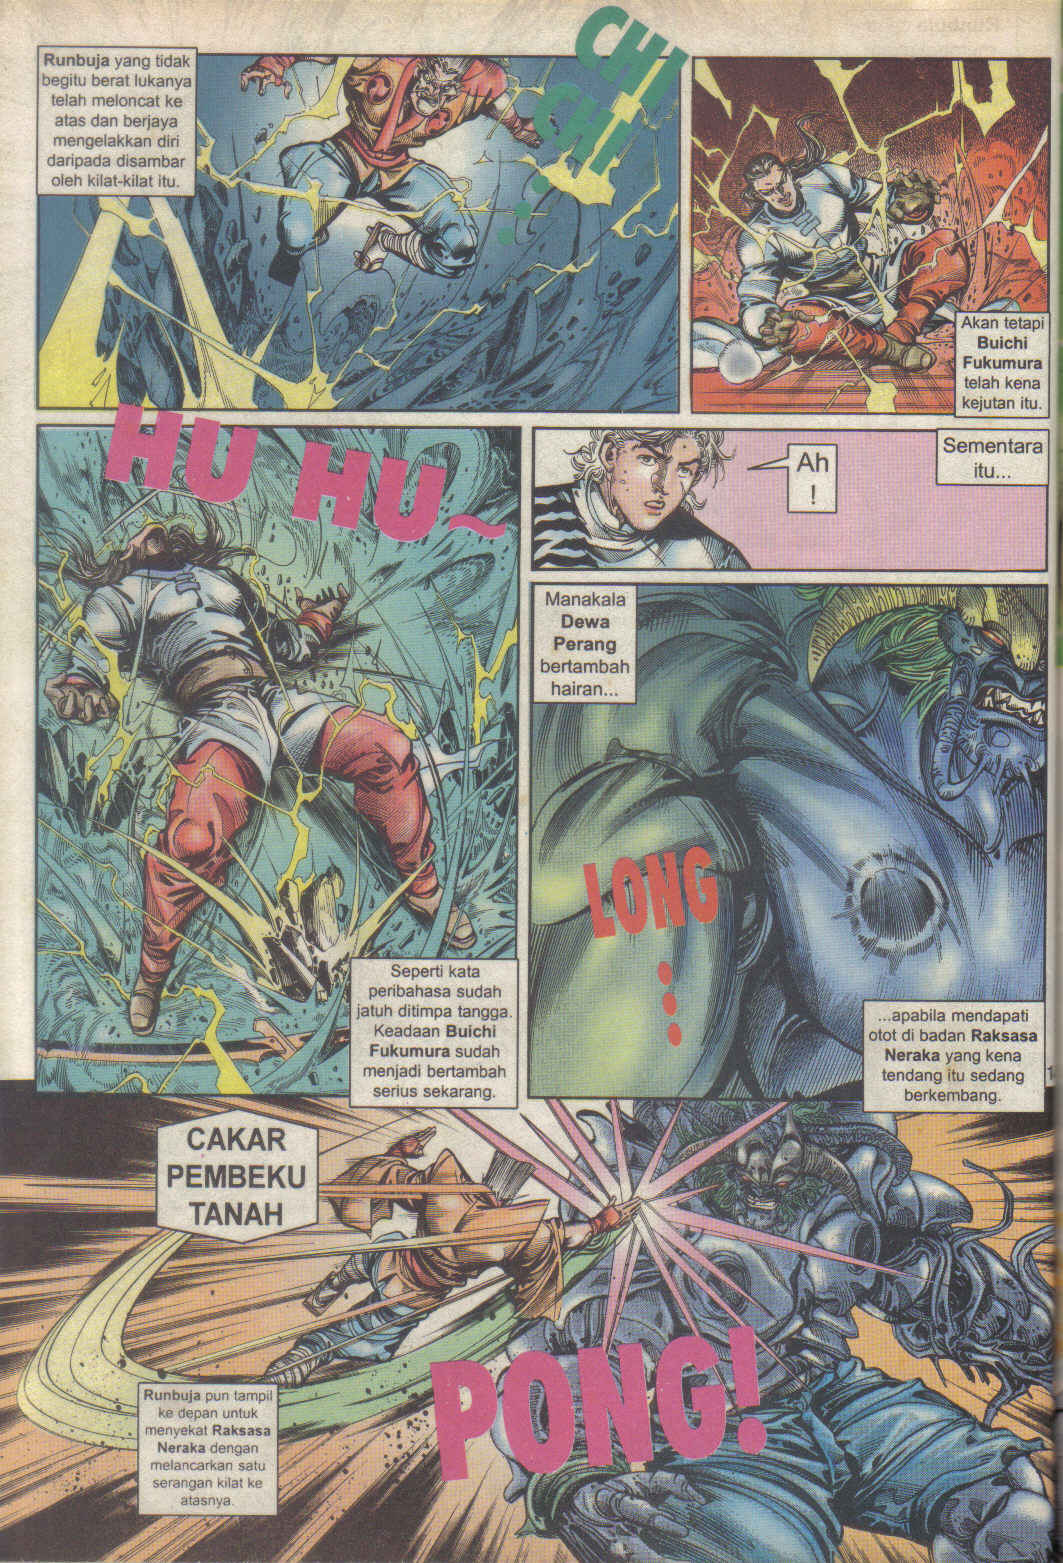 Runbuja yang tidak
begitu berat lukanya
telah meloncat ke
atas dan berjaya
mengelakkan diri
daripada disambar
oleh kilat-kilat itu.
CHI
CHI
...
Akan tetapi
Buichi
Fukumura
telah kena
kejutan itu.
HU HU~
Ah
!
Sementara
itu...
Manakala
Dewa
Perang
bertambah
hairan...
LONG
...
...apabila mendapati
otot di badan Raksasa
Neraka yang kena
tendang itu sedang
berkembang.
Seperti kata
peribahasa sudah
jatuh ditimpa tangga.
Keadaan Buichi
Fukumura sudah
menjadi bertambah
serius sekarang.
CAKAR
PEMBEKU
TANAH
PONG!
Runbuja pun tampil
ke depan untuk
menyekat Raksasa
Neraka dengan
melancarkan satu
serangan kilat ke
atasnya.